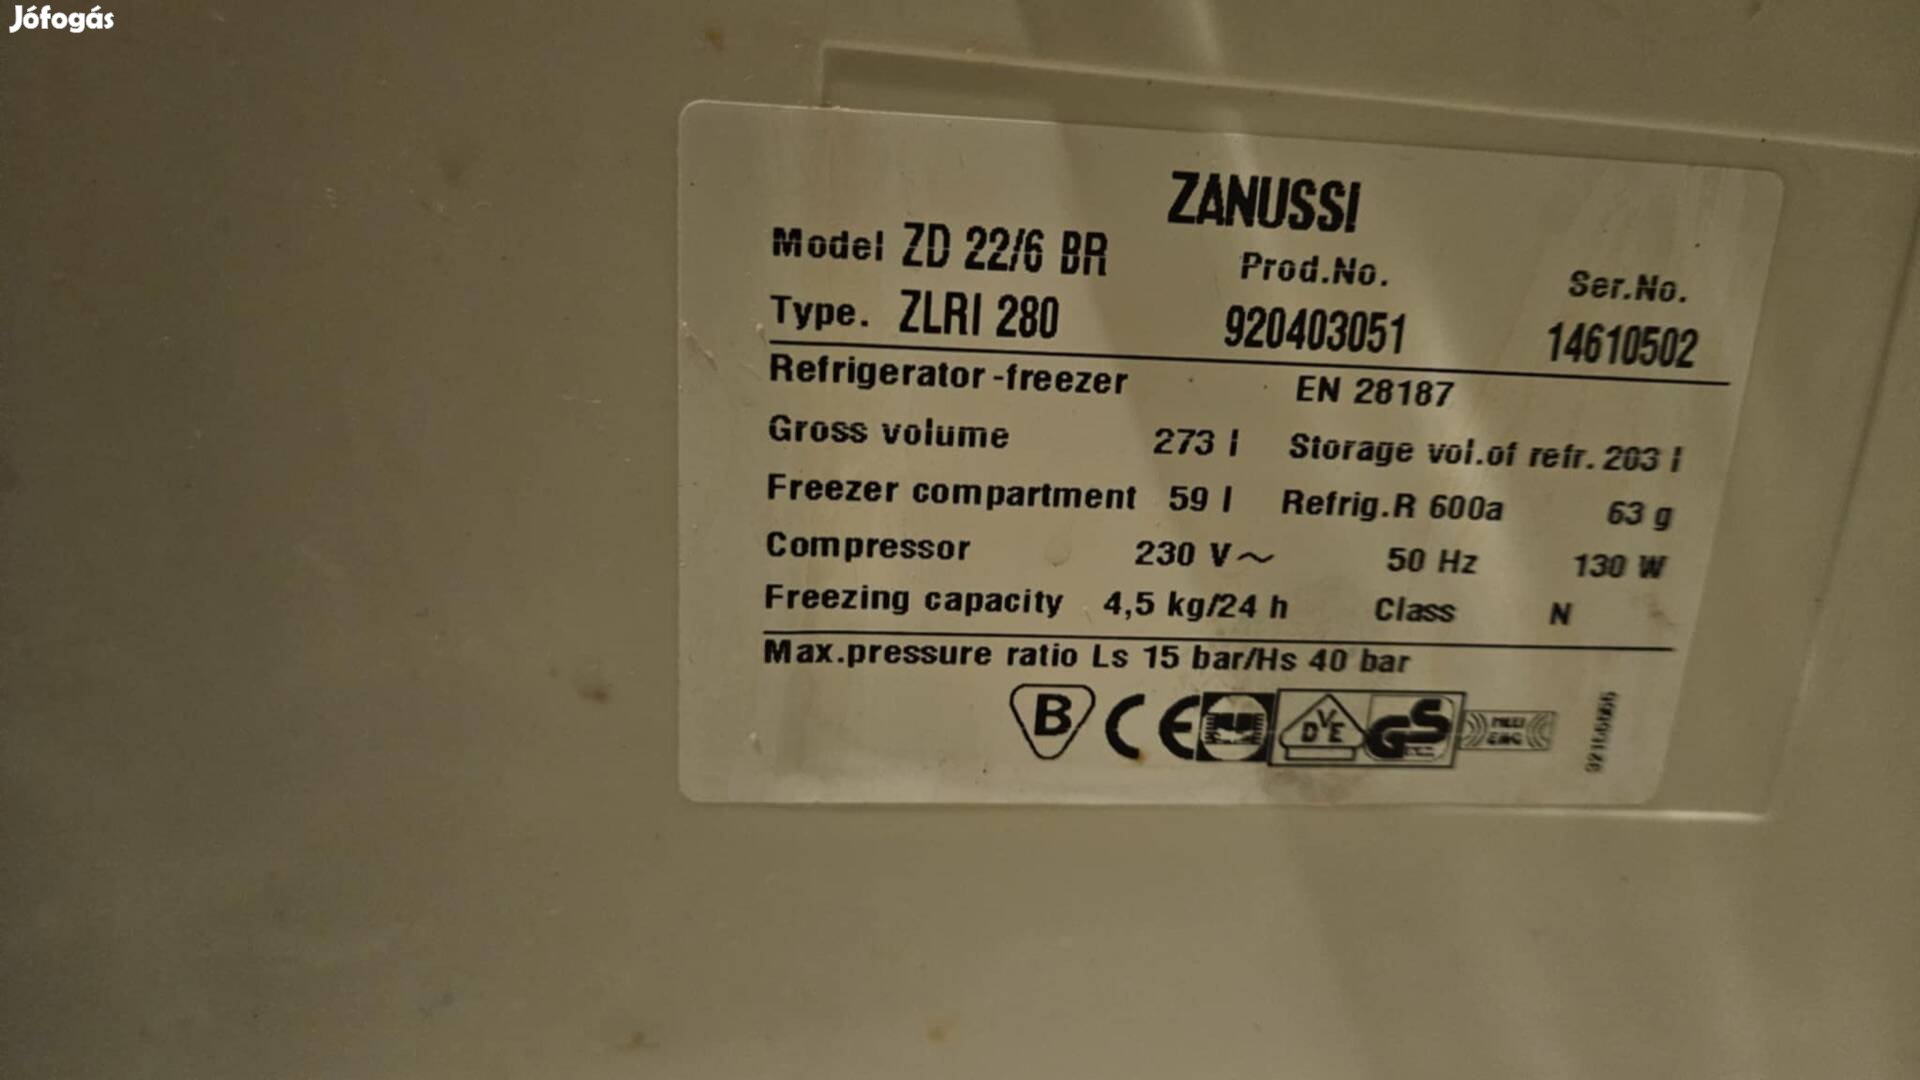 Jófogás
ZANUSSI
Model ZD 22/6 BR Prod.No. Ser.No.
Type. ZLRI 280 920403051 14610502
Refrigerator-freezer EN 28187
Gross volume 273 l Storage vol.of refr. 203 l
Freezer compartment 59 l Refrig.R 600a 63 g
Compressor 230 V~ 50 Hz 130 W
Freezing capacity 4,5 kg/24 h Class N
Max.pressure ratio Ls 15 bar/Hs 40 bar
B CE DVE GS